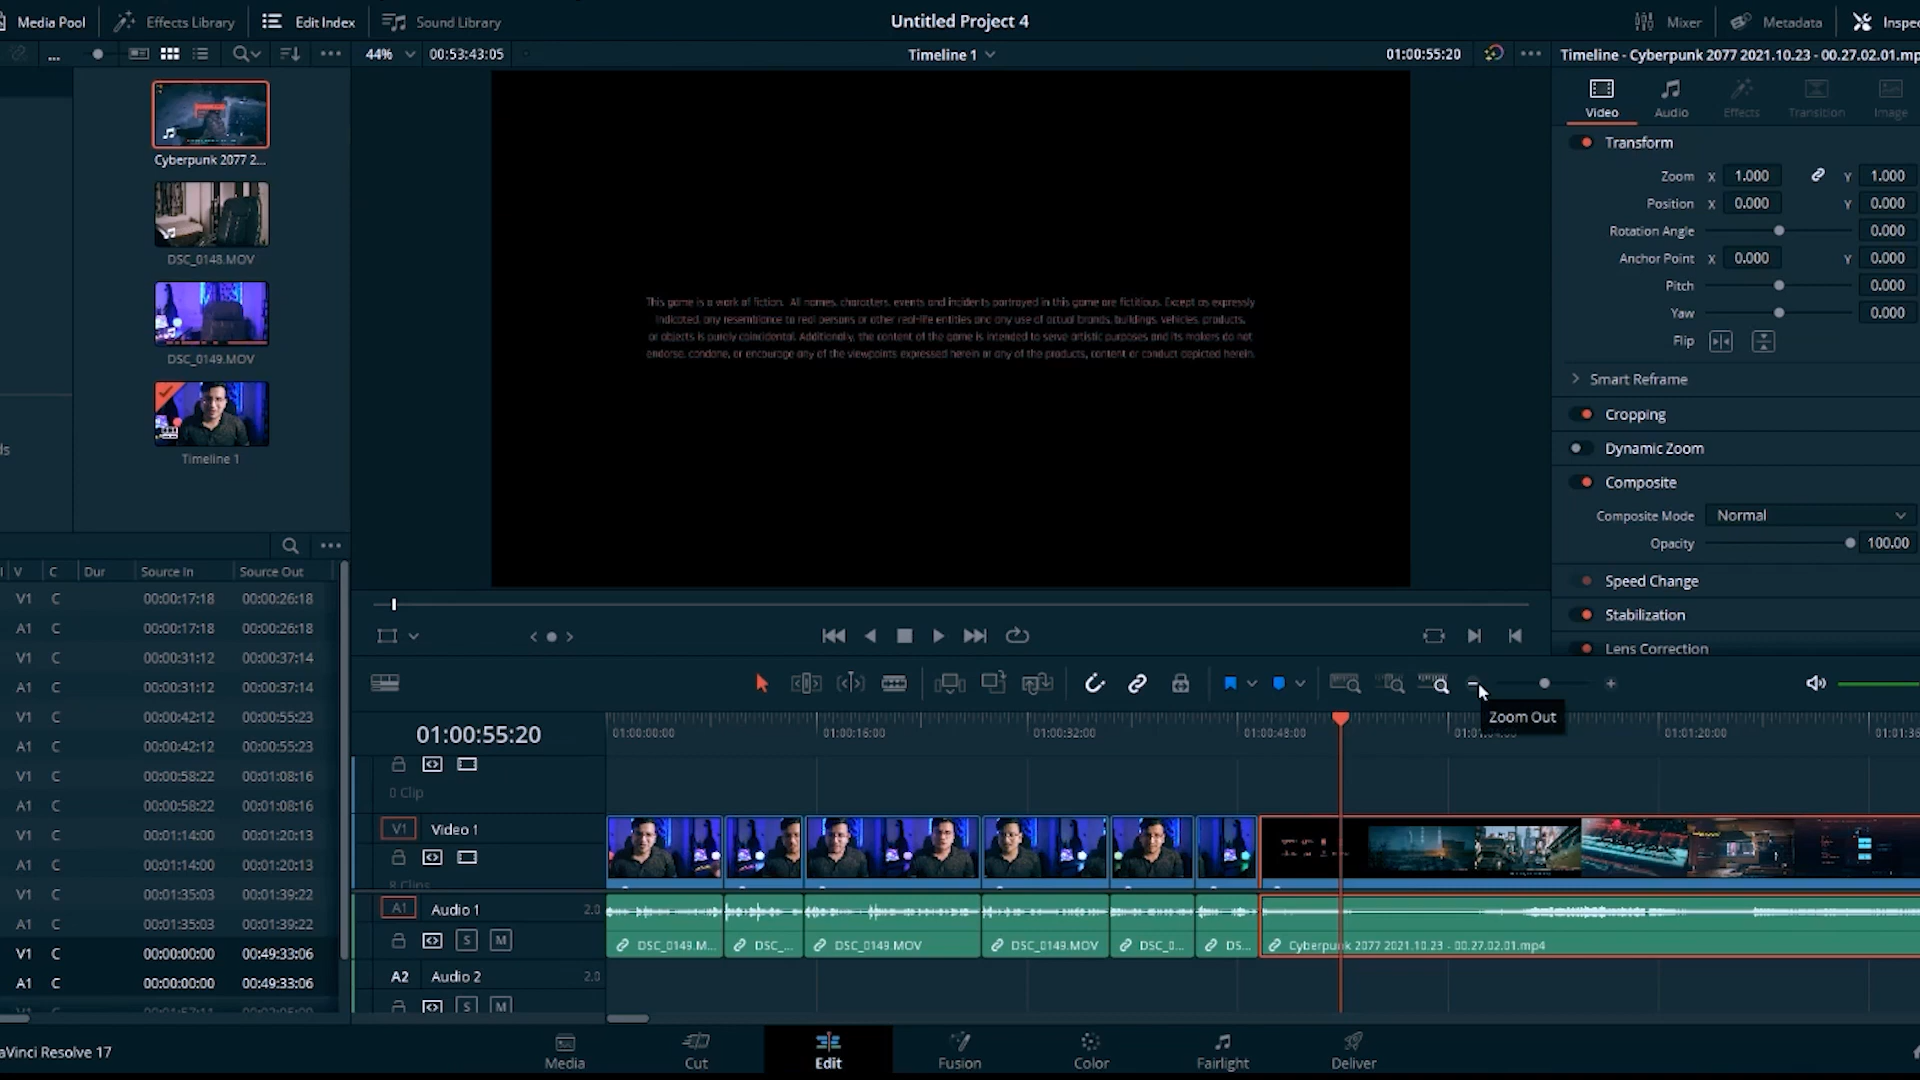 Media Pool
Effects Library
Edit Index
Sound Library
Untitled Project 4
Mixer
Metadata
Inspec
44%
00:53:43:05
Timeline 1
01:00:55:20
Timeline - Cyberpunk 2077 2021.10.23 - 00.27.02.01.mp
Cyberpunk 2077 2...
DSC_0148.MOV
DSC_0149.MOV
Timeline 1
ds
This game is a work of fiction. All names, characters, events and incidents portrayed in this game are fictitious. Except as expressly
indicated, any resemblance to real persons or other real-life entities and any use of actual brands, buildings, vehicles, products,
or objects is purely coincidental. Additionally, the content of the game is intended to serve artistic purposes and its makers do not
endorse, condone, or encourage any of the viewpoints expressed herein or any of the products, content or conduct depicted herein.
Video
Audio
Effects
Transition
Image
Transform
Zoom X 1.000 Y 1.000
Position X 0.000 Y 0.000
Rotation Angle 0.000
Anchor Point X 0.000 Y 0.000
Pitch 0.000
Yaw 0.000
Flip
Smart Reframe
Cropping
Dynamic Zoom
Composite
Composite Mode Normal
Opacity 100.00
Speed Change
Stabilization
Lens Correction
V C Dur Source In Source Out
V1 C 00:00:17:18 00:00:26:18
A1 C 00:00:17:18 00:00:26:18
V1 C 00:00:31:12 00:00:37:14
A1 C 00:00:31:12 00:00:37:14
V1 C 00:00:42:12 00:00:55:23
A1 C 00:00:42:12 00:00:55:23
V1 C 00:00:58:22 00:01:08:16
A1 C 00:00:58:22 00:01:08:16
V1 C 00:01:14:00 00:01:20:13
A1 C 00:01:14:00 00:01:20:13
V1 C 00:01:35:03 00:01:39:22
A1 C 00:01:35:03 00:01:39:22
V1 C 00:00:00:00 00:49:33:06
A1 C 00:00:00:00 00:49:33:06
Zoom Out
01:00:55:20
01:00:00:00
01:00:16:00
01:00:32:00
01:00:48:00
01:01:04:00
01:01:20:00
01:01:36
0 Clip
V1 Video 1
8 Clips
A1 Audio 1 2.0
S M
DSC_0149.M...
DSC_...
DSC_0149.MOV
DSC_0149.MOV
DSC_0...
DS...
Cyberpunk 2077 2021.10.23 - 00.27.02.01.mp4
A2 Audio 2 2.0
S M
aVinci Resolve 17
Media
Cut
Edit
Fusion
Color
Fairlight
Deliver